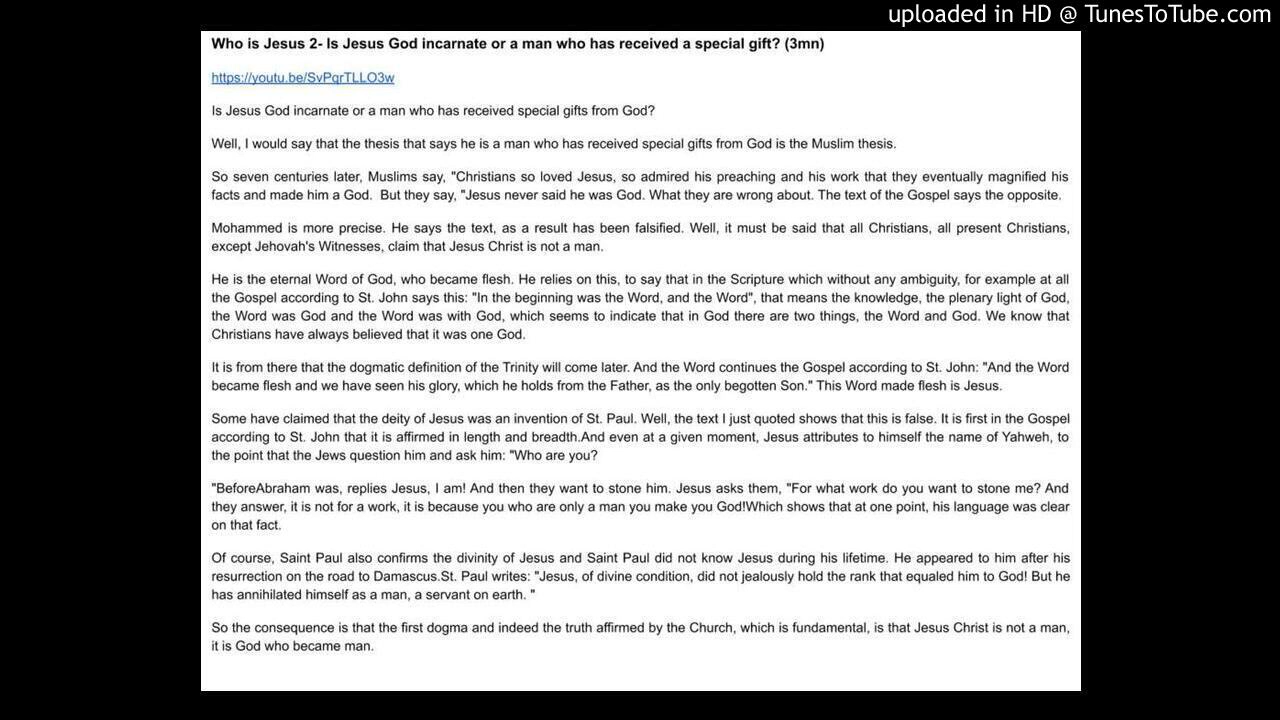 uploaded in HD @ TunesToTube.com
Who is Jesus 2- Is Jesus God incarnate or a man who has received a special gift? (3mn)
https://youtu.be/SvPqrTLLO3w
Is Jesus God incarnate or a man who has received special gifts from God?
Well, I would say that the thesis that says he is a man who has received special gifts from God is the Muslim thesis.
So seven centuries later, Muslims say, "Christians so loved Jesus, so admired his preaching and his work that they eventually magnified his
facts and made him a God.  But they say, "Jesus never said he was God. What they are wrong about. The text of the Gospel says the opposite.
Mohammed is more precise. He says the text, as a result has been falsified. Well, it must be said that all Christians, all present Christians,
except Jehovah's Witnesses, claim that Jesus Christ is not a man.
He is the eternal Word of God, who became flesh. He relies on this, to say that in the Scripture which without any ambiguity, for example at all
the Gospel according to St. John says this: "In the beginning was the Word, and the Word", that means the knowledge, the plenary light of God,
the Word was God and the Word was with God, which seems to indicate that in God there are two things, the Word and God. We know that
Christians have always believed that it was one God.
It is from there that the dogmatic definition of the Trinity will come later. And the Word continues the Gospel according to St. John: "And the Word
became flesh and we have seen his glory, which he holds from the Father, as the only begotten Son." This Word made flesh is Jesus.
Some have claimed that the deity of Jesus was an invention of St. Paul. Well, the text I just quoted shows that this is false. It is first in the Gospel
according to St. John that it is affirmed in length and breadth.And even at a given moment, Jesus attributes to himself the name of Yahweh, to
the point that the Jews question him and ask him: "Who are you?
"BeforeAbraham was, replies Jesus, I am! And then they want to stone him. Jesus asks them, "For what work do you want to stone me? And
they answer, it is not for a work, it is because you who are only a man you make you God!Which shows that at one point, his language was clear
on that fact.
Of course, Saint Paul also confirms the divinity of Jesus and Saint Paul did not know Jesus during his lifetime. He appeared to him after his
resurrection on the road to Damascus.St. Paul writes: "Jesus, of divine condition, did not jealously hold the rank that equaled him to God! But he
has annihilated himself as a man, a servant on earth. "
So the consequence is that the first dogma and indeed the truth affirmed by the Church, which is fundamental, is that Jesus Christ is not a man,
it is God who became man.